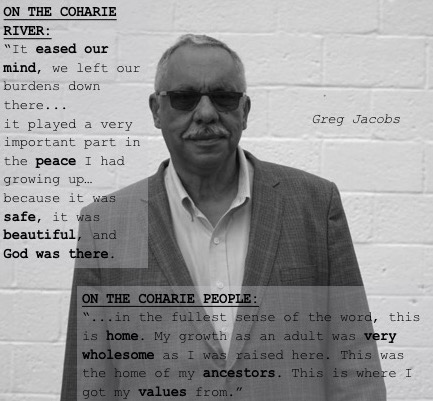 ON THE COHARIE
RIVER:
“It eased our
mind, we left our
burdens down
there...
it played a very
important part in
the peace I had
growing up…
because it was
safe, it was
beautiful, and
God was there.
Greg Jacobs
ON THE COHARIE PEOPLE:
“...in the fullest sense of the word, this
is home. My growth as an adult was very
wholesome as I was raised here. This was
the home of my ancestors. This is where I
got my values from.”